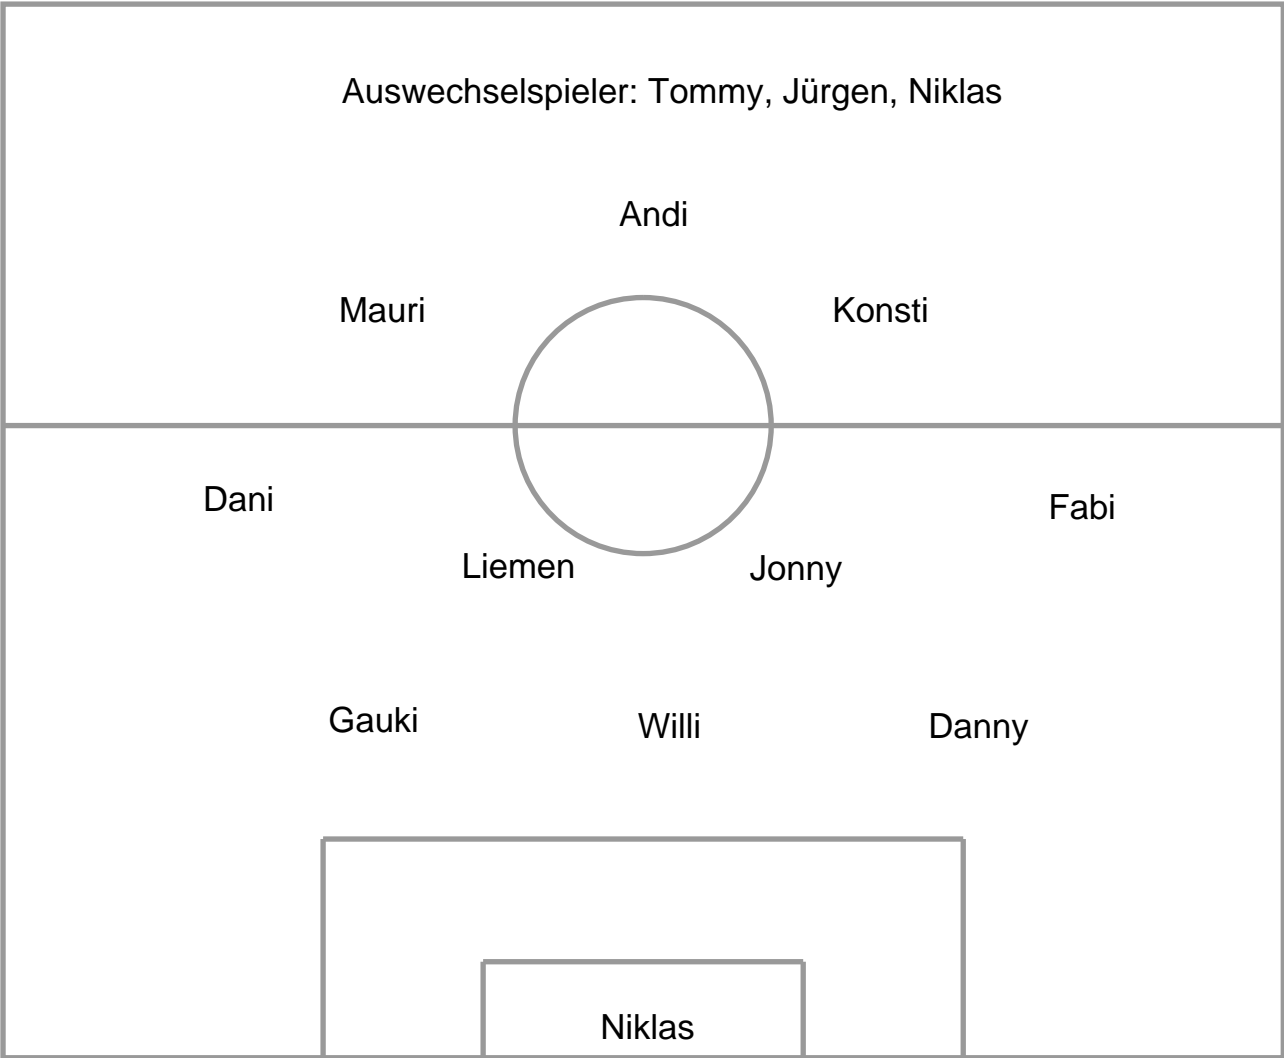 Auswechselspieler: Tommy, Jürgen, Niklas
Andi
Mauri
Konsti
Dani
Fabi
Liemen
Jonny
Gauki
Willi
Danny
Niklas